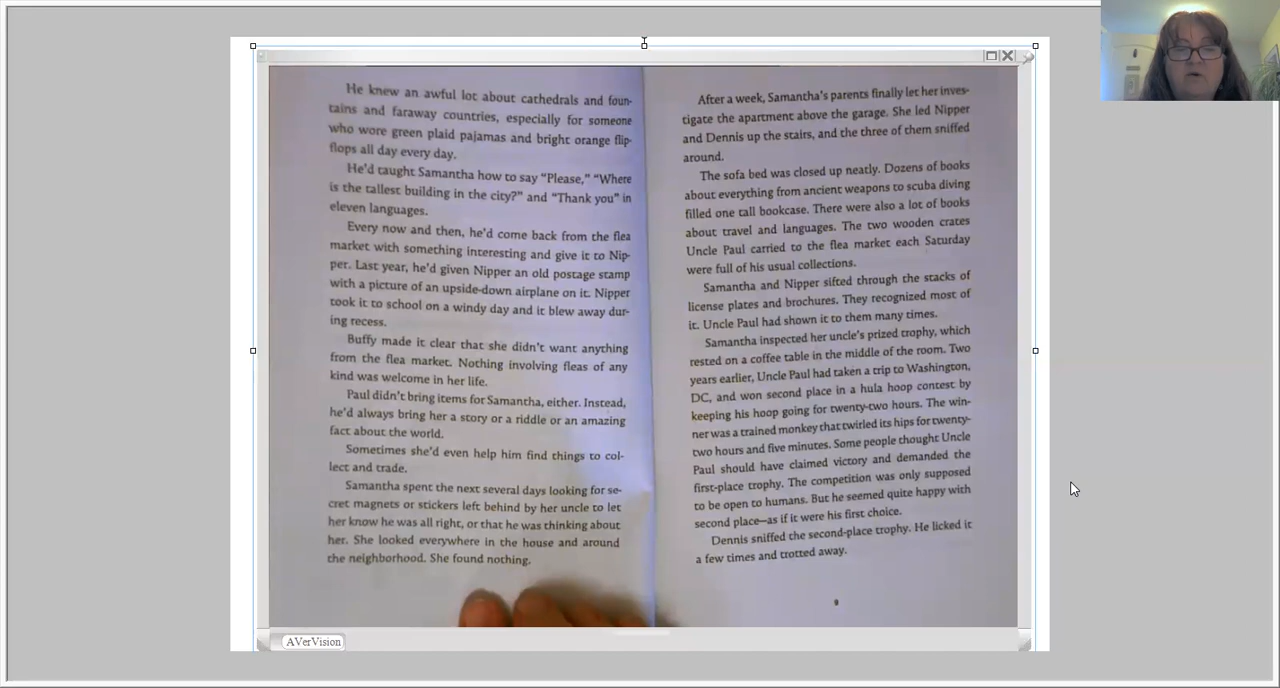 He knew an awful lot about cathedrals and foun-
tains and faraway countries, especially for someone
who wore green plaid pajamas and bright orange flip-
flops all day every day.
He'd taught Samantha how to say "Please," "Where
is the tallest building in the city?" and "Thank you" in
eleven languages.
Every now and then, he'd come back from the flea
market with something interesting and give it to Nip-
per. Last year, he'd given Nipper an old postage stamp
with a picture of an upside-down airplane on it. Nipper
took it to school on a windy day and it blew away dur-
ing recess.
Buffy made it clear that she didn't want anything
from the flea market. Nothing involving fleas of any
kind was welcome in her life.
Paul didn't bring items for Samantha, either. Instead,
he'd always bring her a story or a riddle or an amazing
fact about the world.
Sometimes she'd even help him find things to col-
lect and trade.
Samantha spent the next several days looking for se-
cret magnets or stickers left behind by her uncle to let
her know he was all right, or that he was thinking about
her. She looked everywhere in the house and around
the neighborhood. She found nothing.
After a week, Samantha's parents finally let her inves-
tigate the apartment above the garage. She led Nipper
and Dennis up the stairs, and the three of them sniffed
around.
The sofa bed was closed up neatly. Dozens of books
about everything from ancient weapons to scuba diving
filled one tall bookcase. There were also a lot of books
about travel and languages. The two wooden crates
Uncle Paul carried to the flea market each Saturday
were full of his usual collections.
Samantha and Nipper sifted through the stacks of
license plates and brochures. They recognized most of
it. Uncle Paul had shown it to them many times.
Samantha inspected her uncle's prized trophy, which
rested on a coffee table in the middle of the room. Two
years earlier, Uncle Paul had taken a trip to Washington,
DC, and won second place in a hula hoop contest by
keeping his hoop going for twenty-two hours. The win-
ner was a trained monkey that twirled its hips for twenty-
two hours and five minutes. Some people thought Uncle
Paul should have claimed victory and demanded the
first-place trophy. The competition was only supposed
to be open to humans. But he seemed quite happy with
second place—as if it were his first choice.
Dennis sniffed the second-place trophy. He licked it
a few times and trotted away.
9
AVerVision